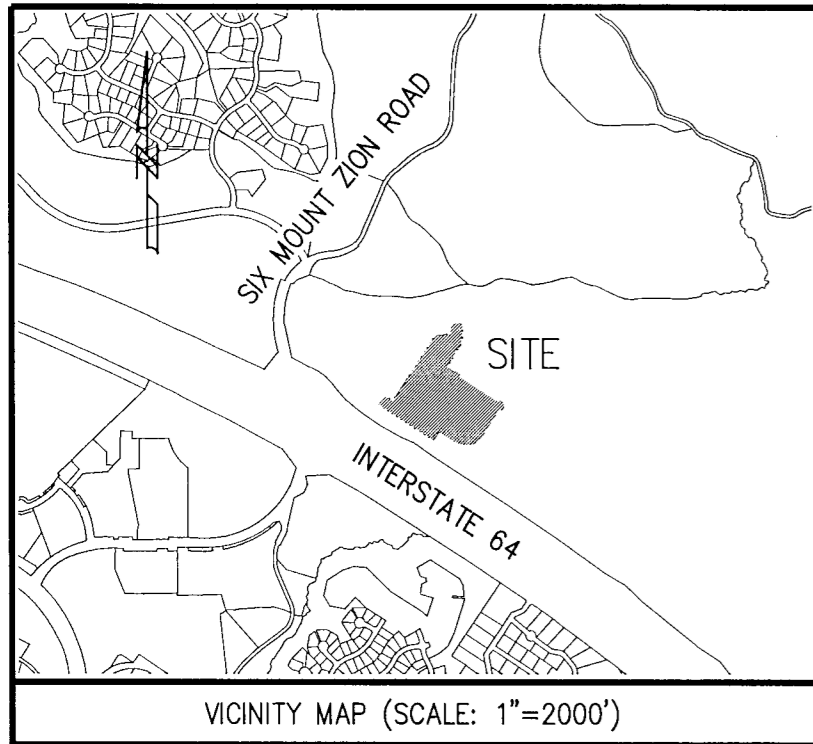 SIX MOUNT ZION ROAD
SITE
INTERSTATE 64
VICINITY MAP (SCALE: 1"=2000')